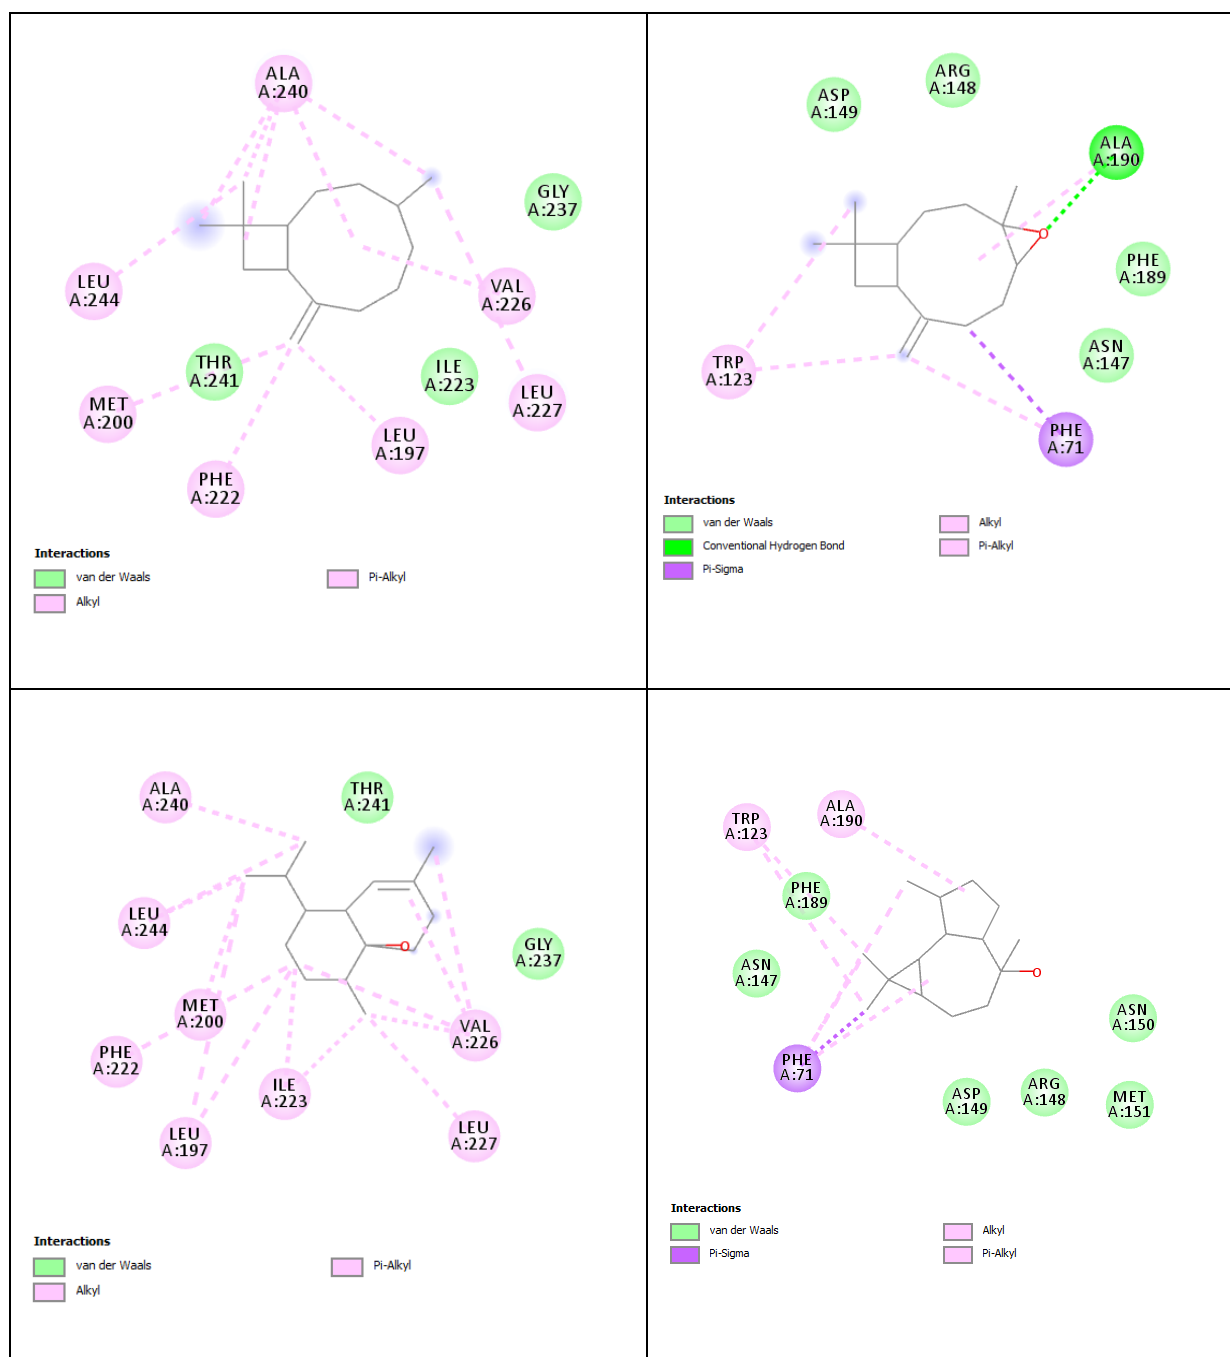 ALA
A:240
GLY
A:237
LEU
A:244
VAL
A:226
THR
A:241
ILE
A:223
MET
A:200
LEU
A:227
LEU
A:197
PHE
A:222
Interactions
van der Waals
Pi-Alkyl
Alkyl
ARG
A:148
ASP
A:149
ALA
A:190
PHE
A:189
ASN
A:147
TRP
A:123
PHE
A:71
O
Interactions
van der Waals
Alkyl
Conventional Hydrogen Bond
Pi-Alkyl
Pi-Sigma
ALA
A:240
THR
A:241
LEU
A:244
O
GLY
A:237
MET
A:200
VAL
A:226
PHE
A:222
ILE
A:223
LEU
A:197
LEU
A:227
Interactions
van der Waals
Pi-Alkyl
Alkyl
TRP
A:123
ALA
A:190
PHE
A:189
ASN
A:147
O
ASN
A:150
PHE
A:71
ASP
A:149
ARG
A:148
MET
A:151
Interactions
van der Waals
Alkyl
Pi-Sigma
Pi-Alkyl